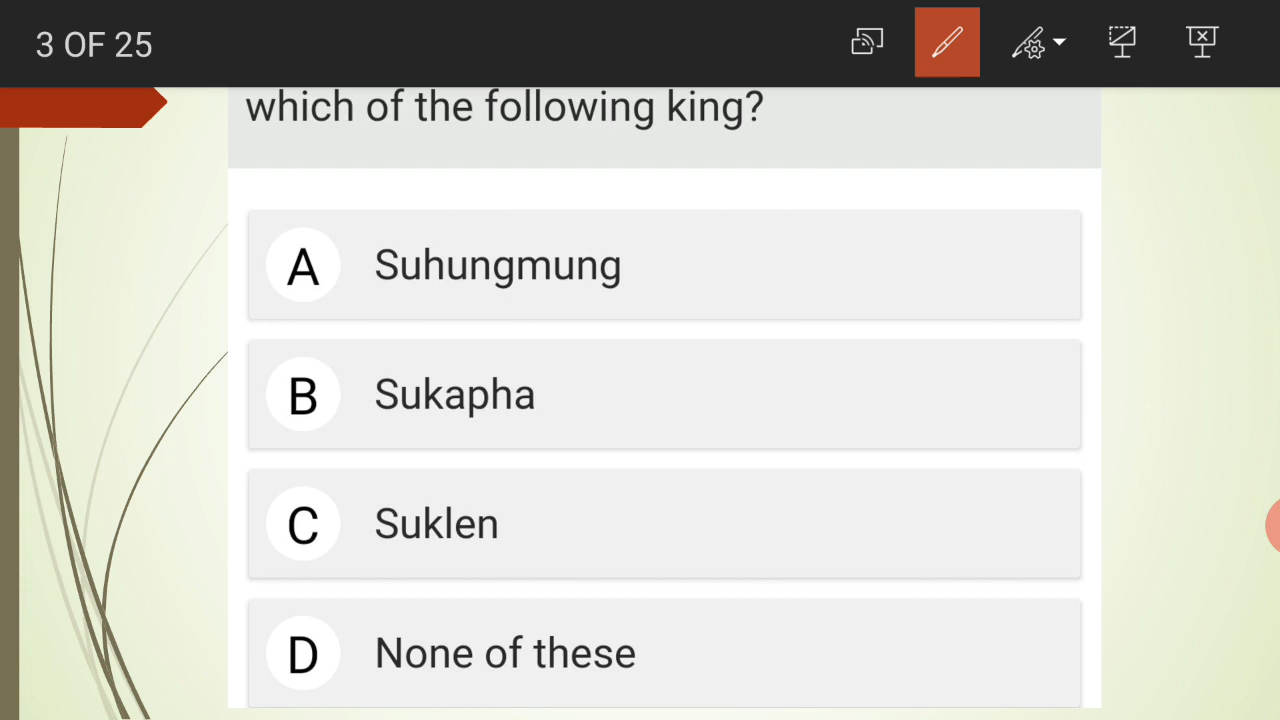 3 OF 25
which of the following king?
A Suhungmung
B Sukapha
C Suklen
D None of these